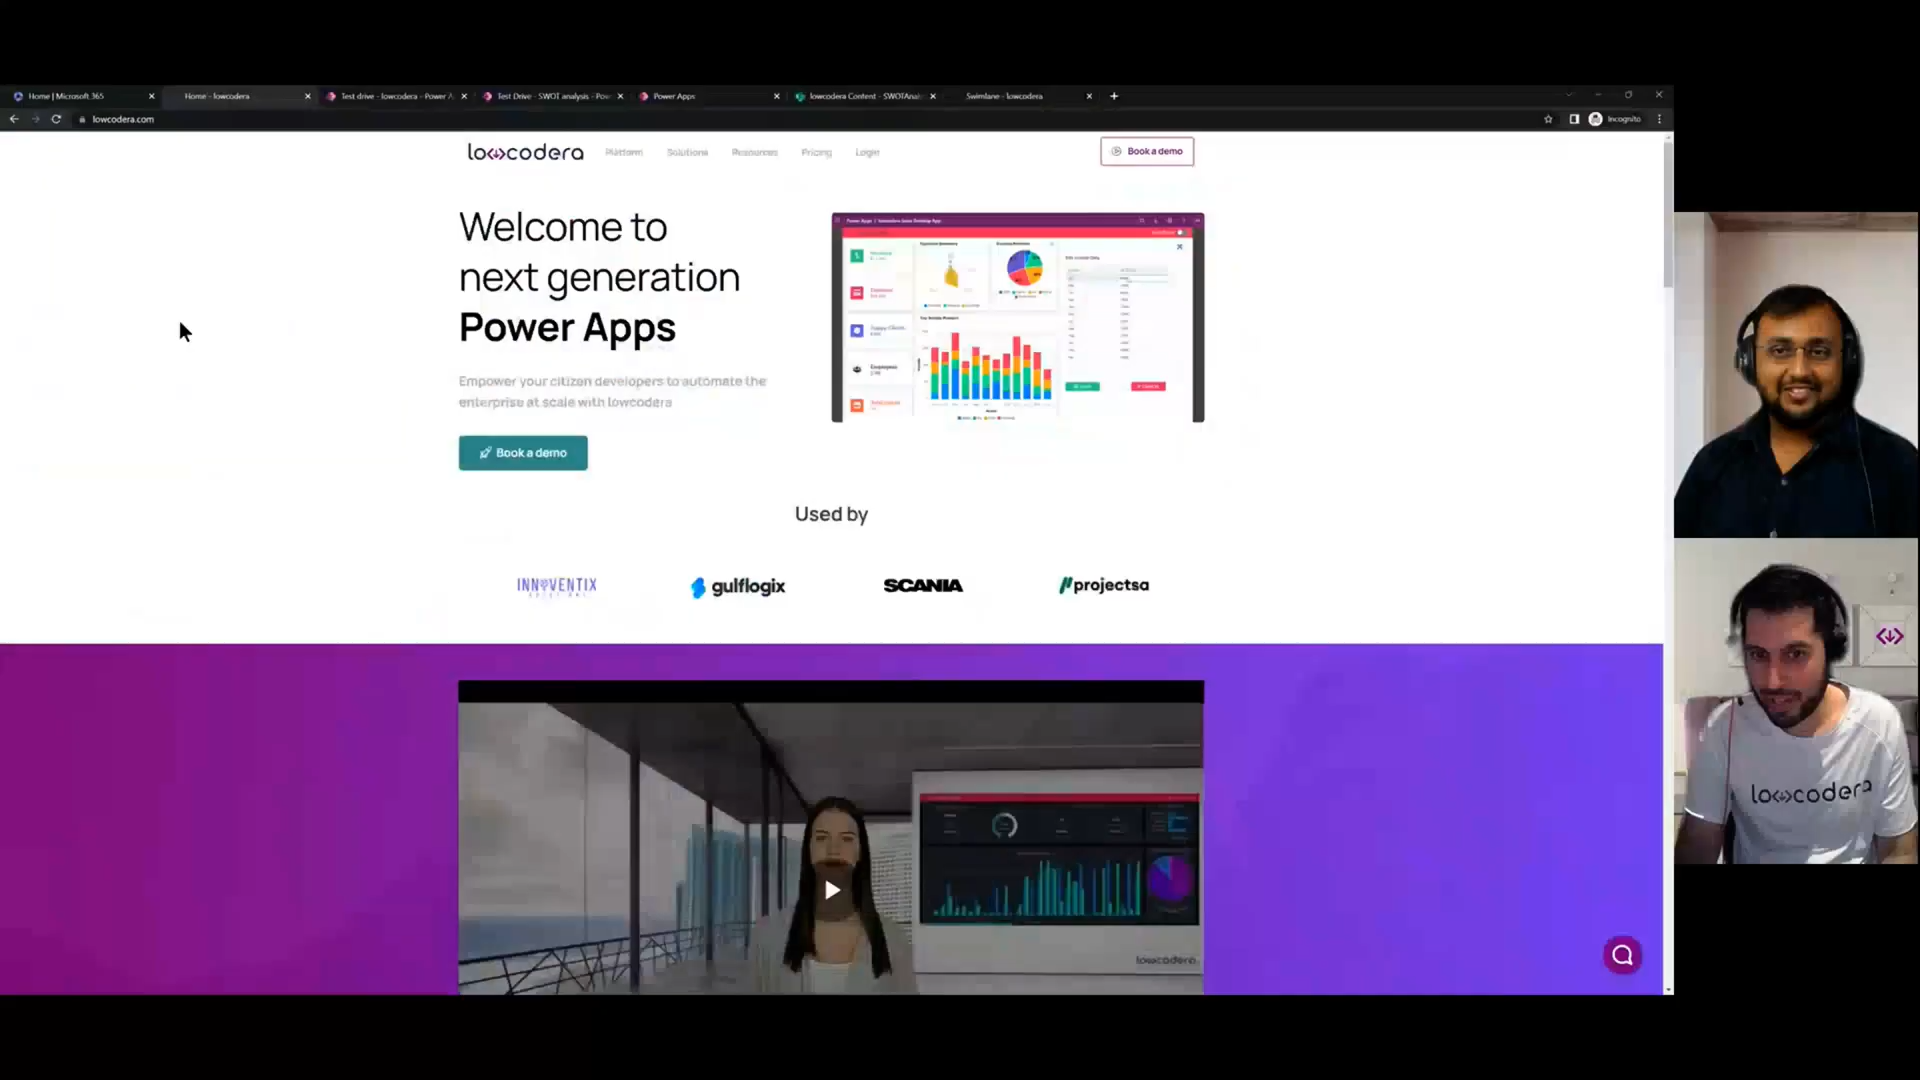 Home | Microsoft 365
Home - lowcodera
Test drive - lowcodera - Power A
Test Drive - SWOT analysis - Pow
Power Apps
lowcodera Content - SWOTAnal
Swimlane - lowcodera
lowcodera.com
Incognito
lowcodera
Platform
Solutions
Resources
Pricing
Login
Book a demo
Welcome to
next generation
Power Apps
Empower your citizen developers to automate the
enterprise at scale with lowcodera
Book a demo
Used by
INNOVENTIX
SOLUTIONS
gulflogix
SCANIA
projectsa
lowcodera
lowcodera